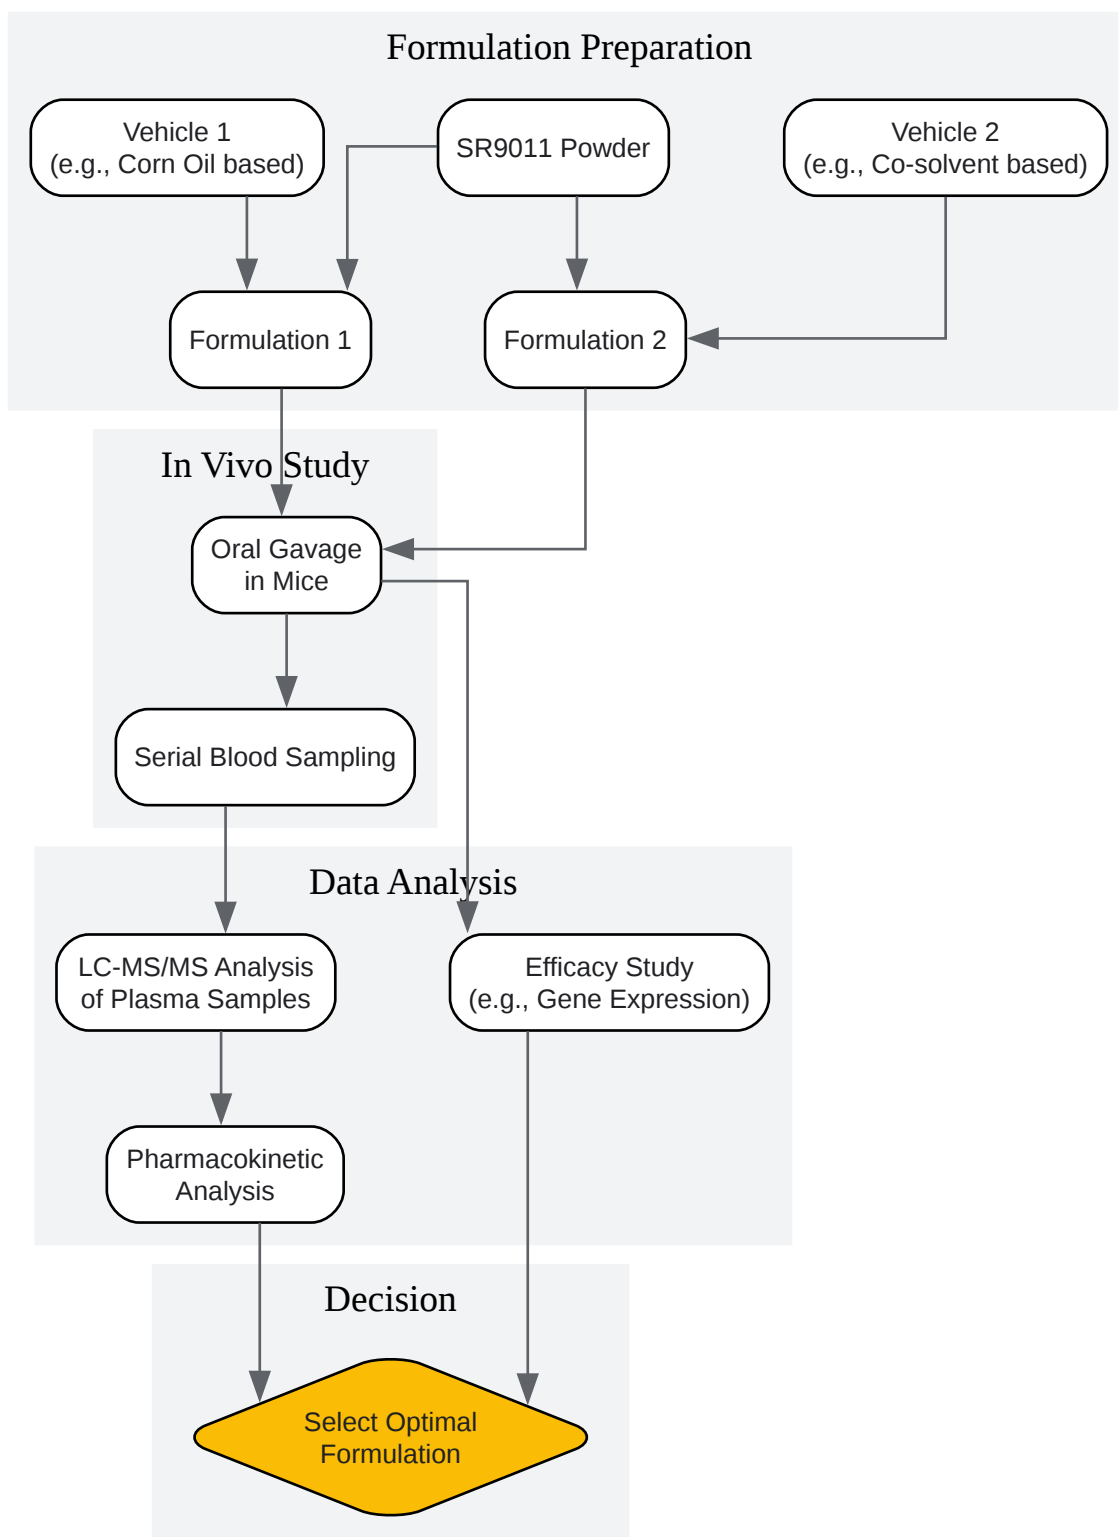 Formulation Preparation
Vehicle 1
(e.g., Corn Oil based)
SR9011 Powder
Vehicle 2
(e.g., Co-solvent based)
Formulation 1
Formulation 2
In Vivo Study
Oral Gavage
in Mice
Serial Blood Sampling
Data Analysis
LC-MS/MS Analysis
of Plasma Samples
Efficacy Study
(e.g., Gene Expression)
Pharmacokinetic
Analysis
Decision
Select Optimal
Formulation